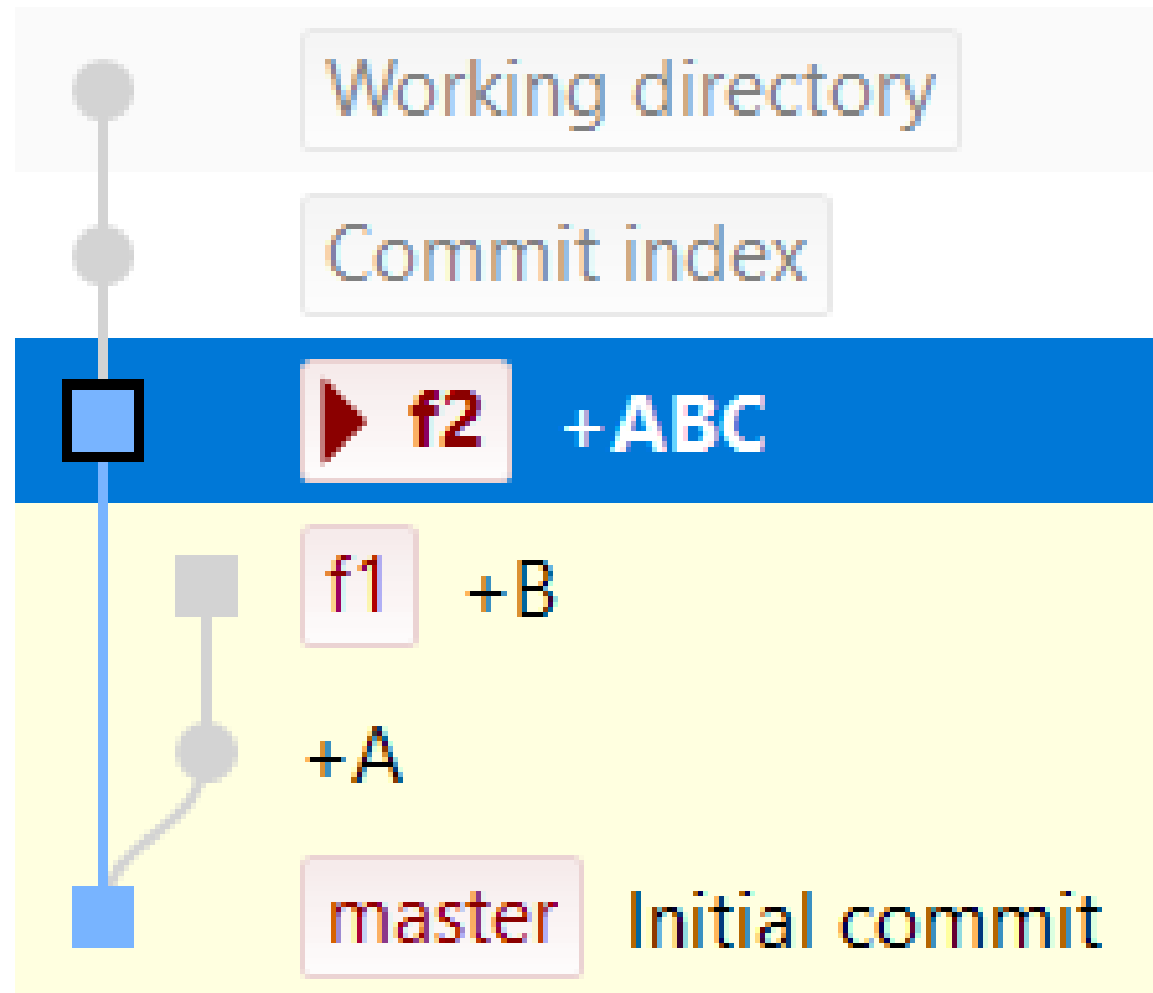 Working directory
Commit index
f2 +ABC
f1 +B
+A
master Initial commit